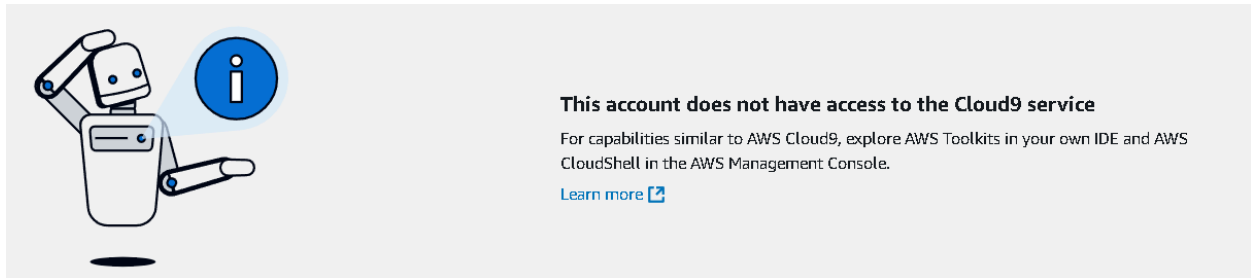 This account does not have access to the Cloud9 service
For capabilities similar to AWS Cloud9, explore AWS Toolkits in your own IDE and AWS
CloudShell in the AWS Management Console.
Learn more